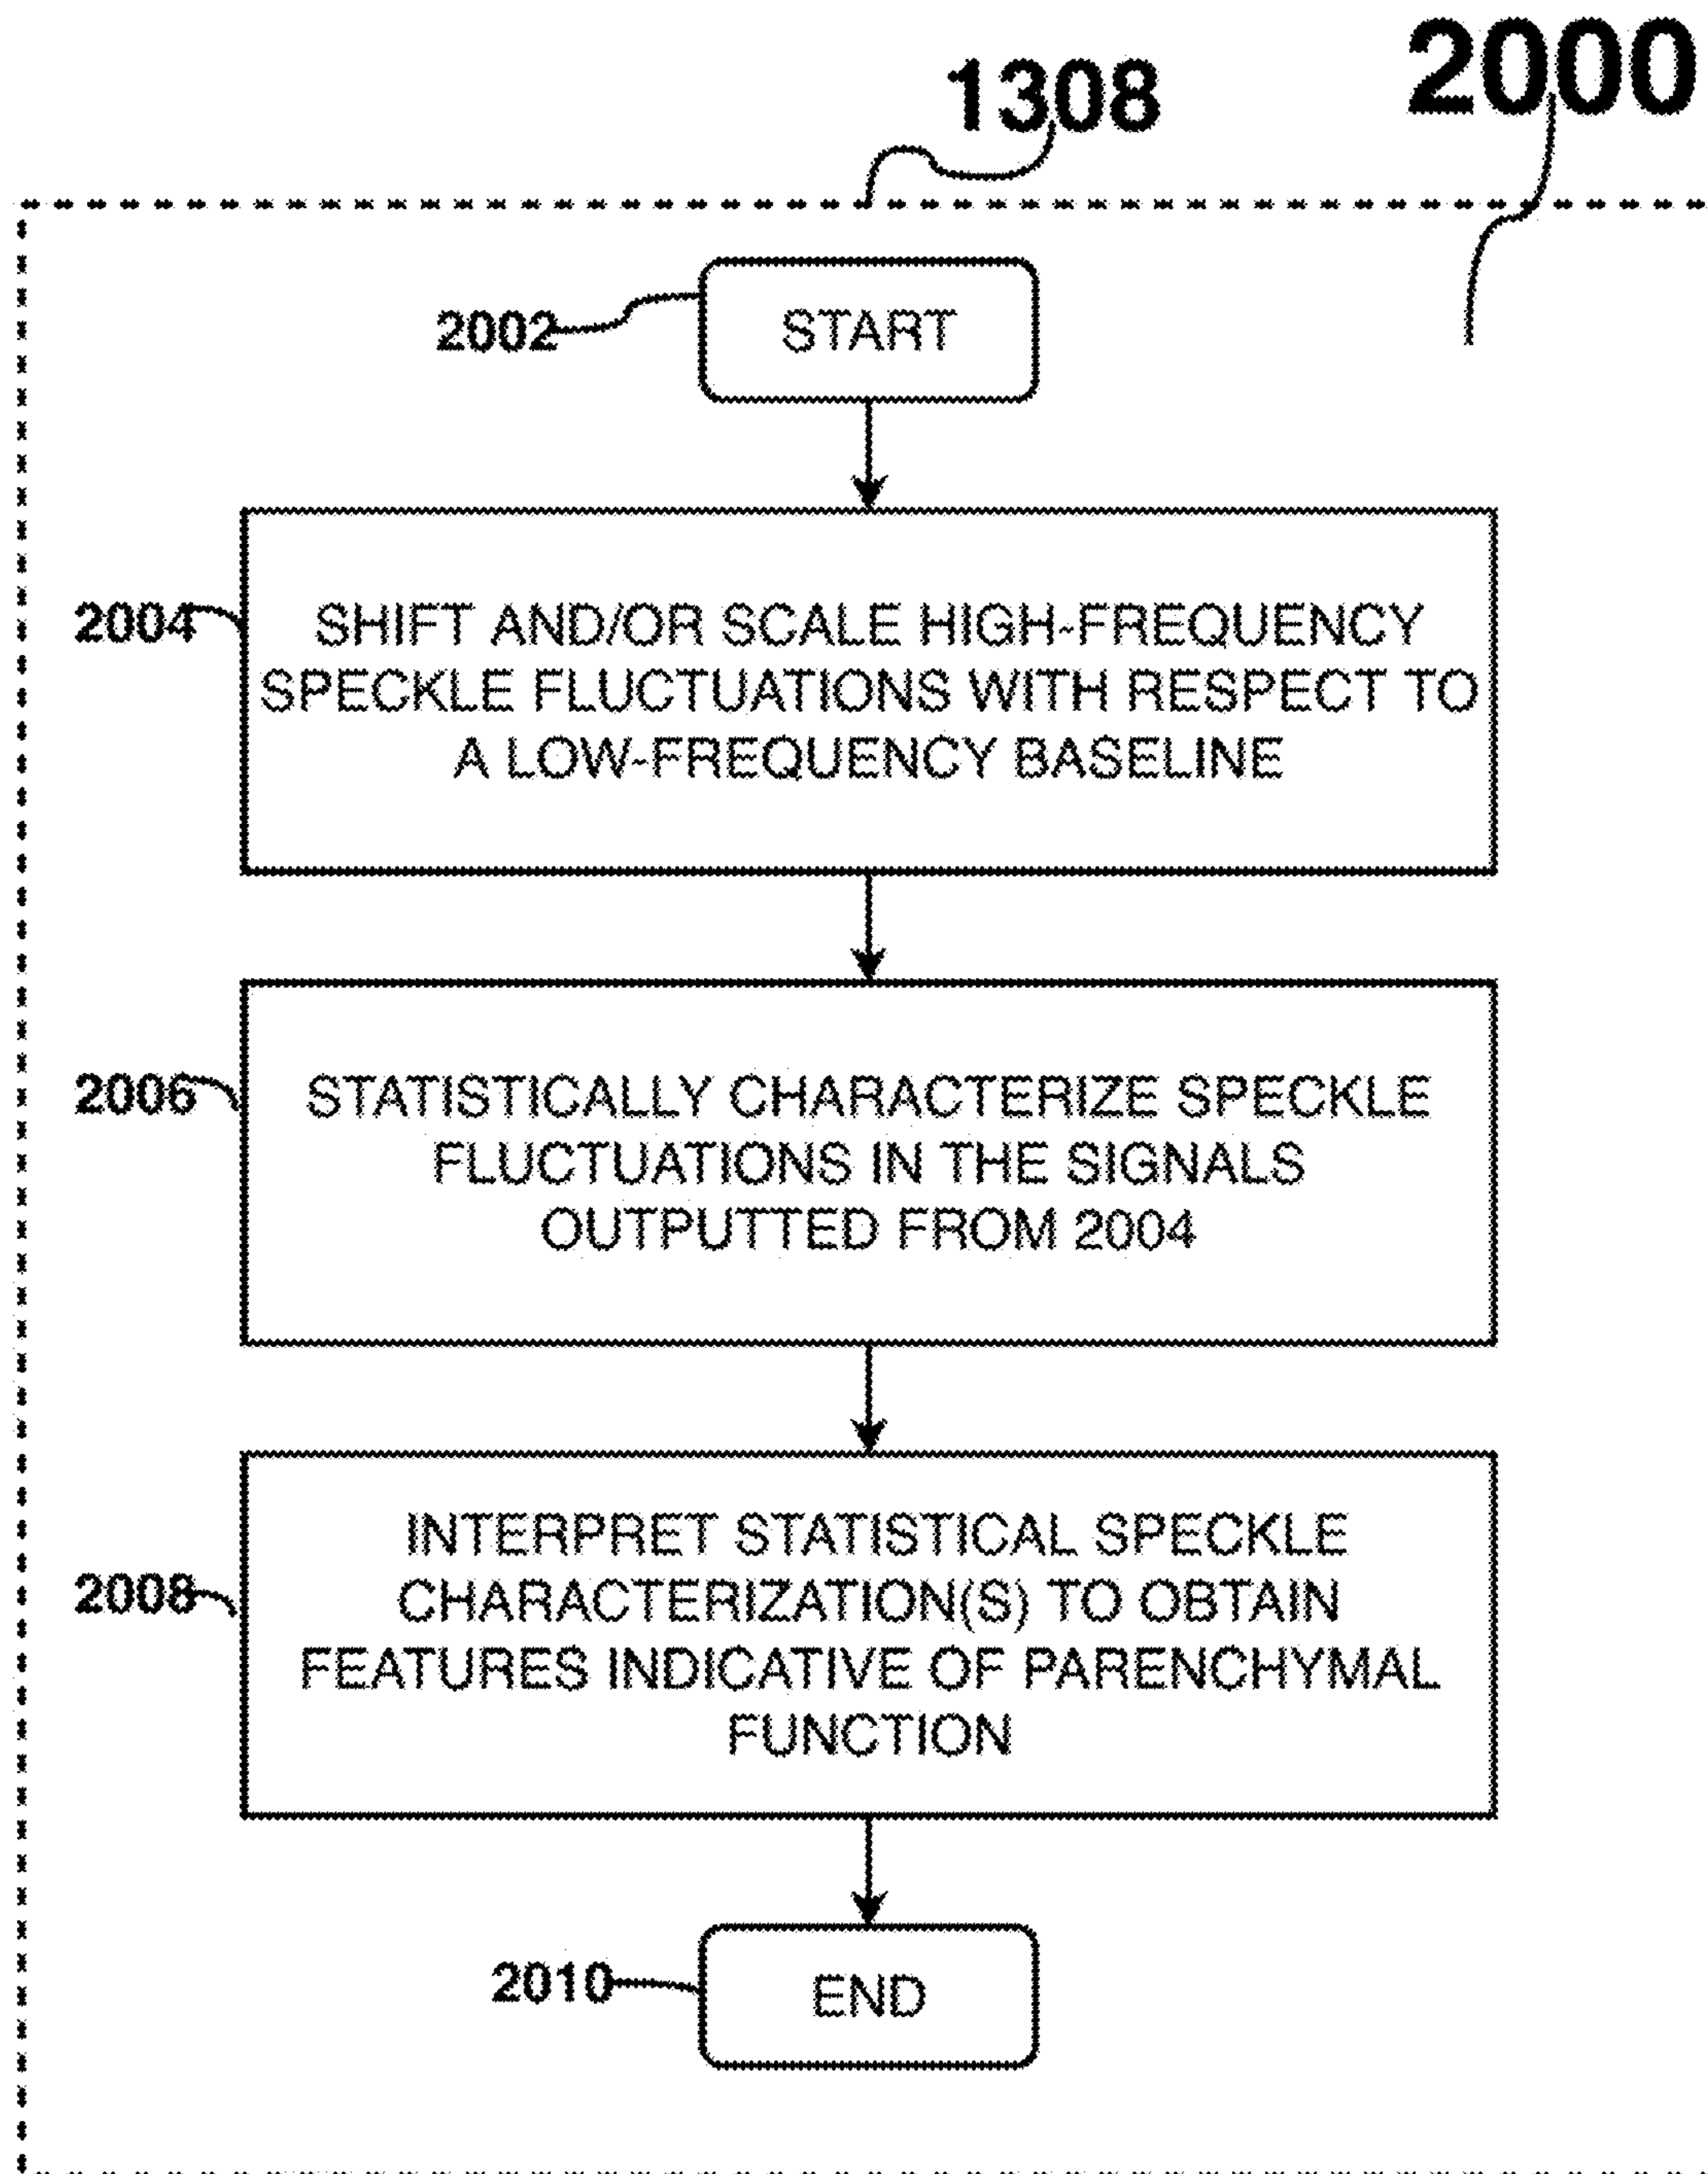 2000
1308
2002
START
2004
SHIFT AND/OR SCALE HIGH-FREQUENCY
SPECKLE FLUCTUATIONS WITH RESPECT TO
A LOW-FREQUENCY BASELINE
2006
STATISTICALLY CHARACTERIZE SPECKLE
FLUCTUATIONS IN THE SIGNALS
OUTPUTTED FROM 2004
2008
INTERPRET STATISTICAL SPECKLE
CHARACTERIZATION(S) TO OBTAIN
FEATURES INDICATIVE OF PARENCHYMAL
FUNCTION
2010
END